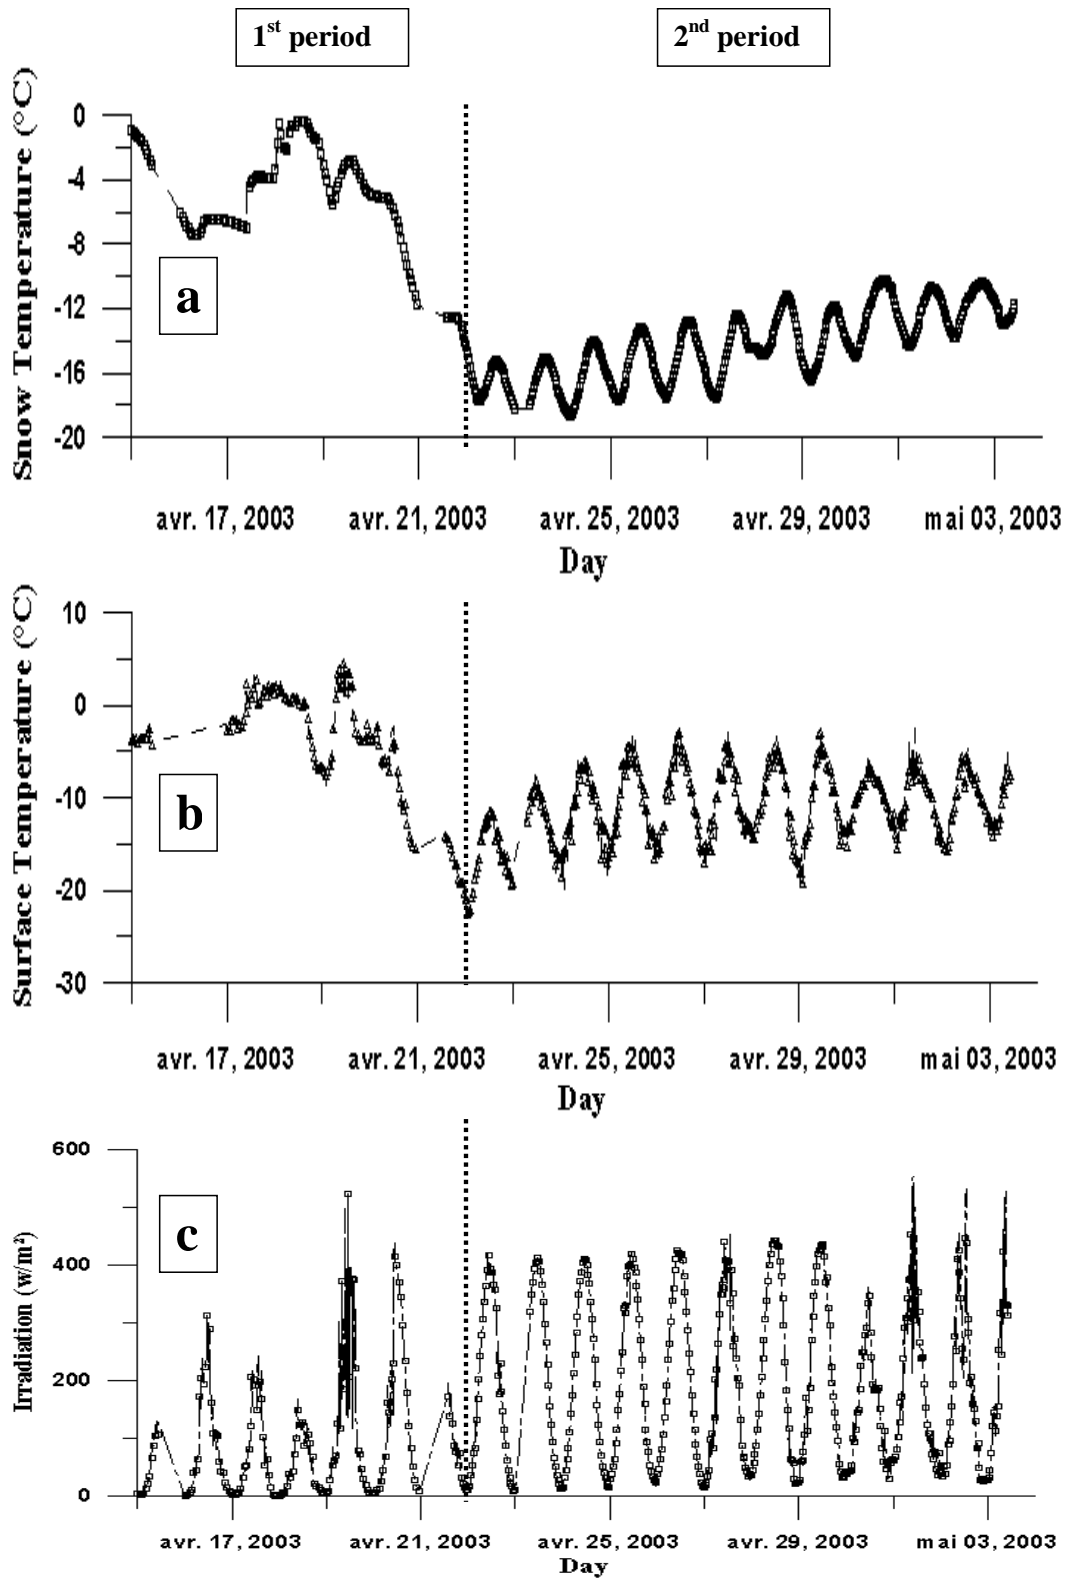 1st period
2nd period
Snow Temperature (°C)
0
-4
-8
-12
-16
-20
a
avr. 17, 2003 avr. 21, 2003 avr. 25, 2003 avr. 29, 2003 mai 03, 2003
Day
Surface Temperature (°C)
10
0
-10
-20
-30
b
avr. 17, 2003 avr. 21, 2003 avr. 25, 2003 avr. 29, 2003 mai 03, 2003
Day
Irradiation (w/m²)
600
400
200
0
c
avr. 17, 2003 avr. 21, 2003 avr. 25, 2003 avr. 29, 2003 mai 03, 2003
Day